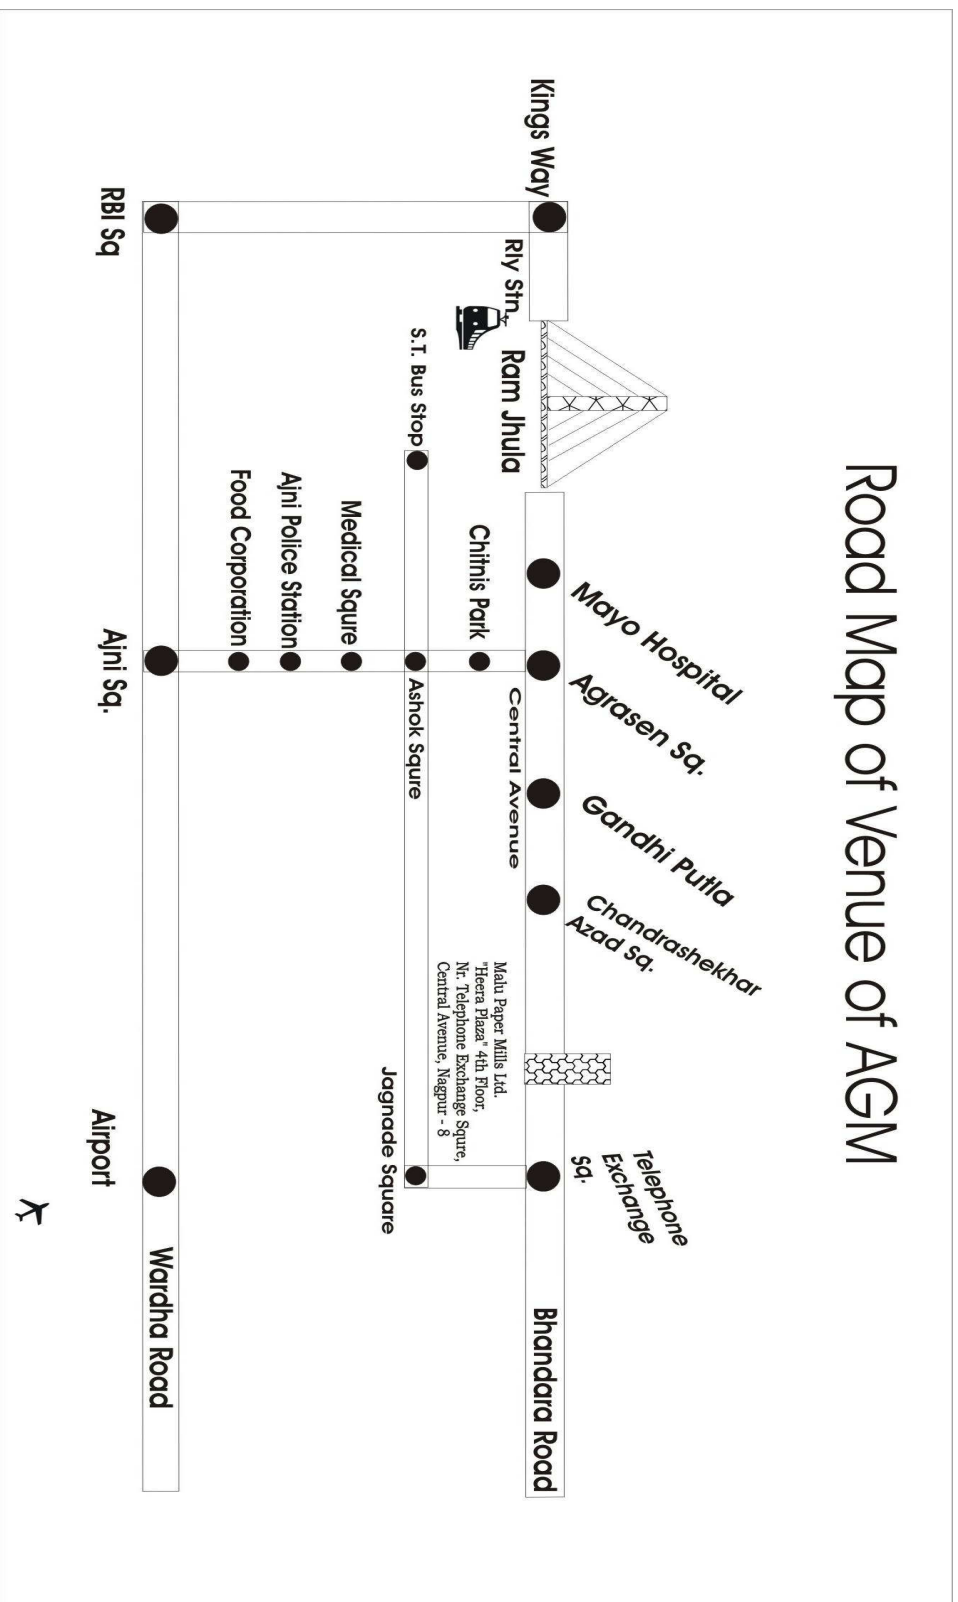 Road Map of Venue of AGM
Mayo Hospital
Agrasen Sq.
Gandhi Putla
Chandrashekhar
Azad Sq.
Telephone
Exchange
Sq.
Kings Way
Rly Stn.
Ram Jhula
Central Avenue
Bhandara Road
Chitnis Park
Malu Paper Mills Ltd.
"Heera Plaza" 4th Floor,
Nr. Telephone Exchange Squre,
Central Avenue, Nagpur - 8
S.T. Bus Stop
Ashok Squre
Jagnade Square
Medical Squre
Ajni Police Station
Food Corporation
RBI Sq
Ajni Sq.
Airport
Wardha Road